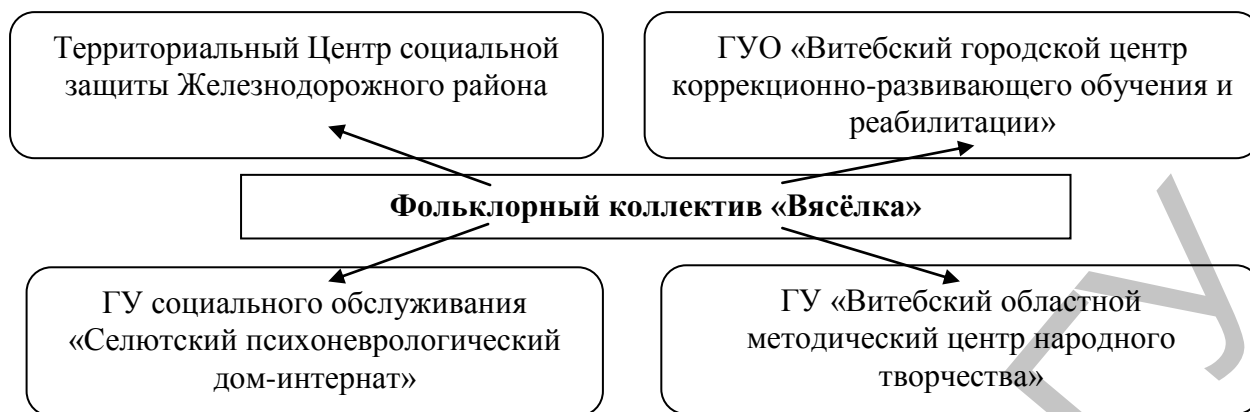 Территориальный Центр социальной
защиты Железнодорожного района
ГУО «Витебский городской центр
коррекционно-развивающего обучения и
реабилитации»
Фольклорный коллектив «Вясёлка»
ГУ социального обслуживания
«Селютский психоневрологический
дом-интернат»
ГУ «Витебский областной
методический центр народного
творчества»
ГУ